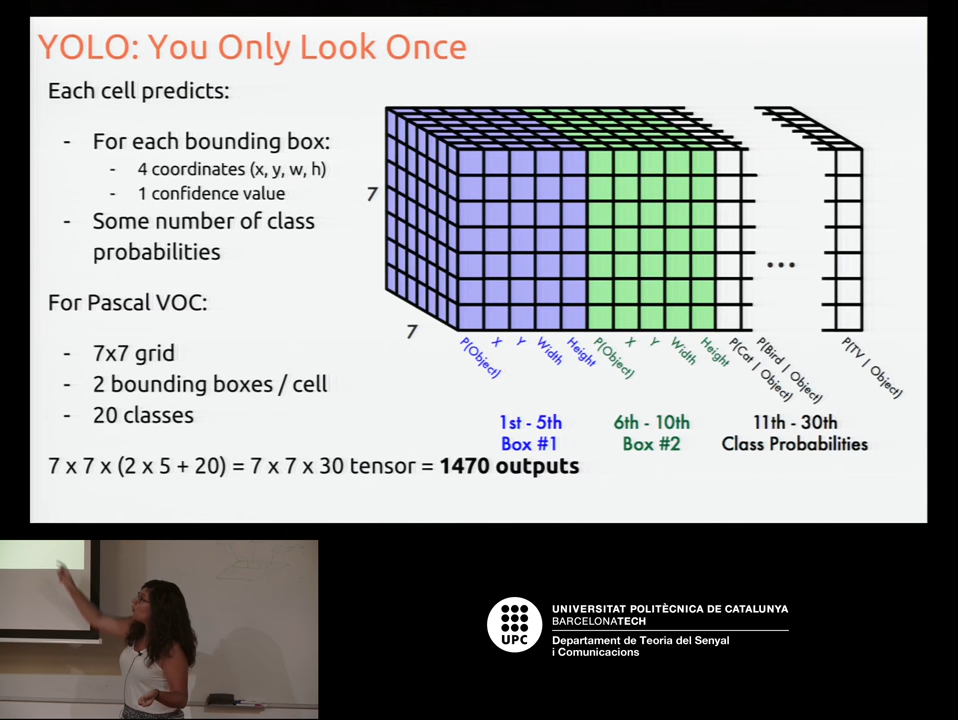 YOLO: You Only Look Once
Each cell predicts:
- For each bounding box:
- 4 coordinates (x, y, w, h)
- 1 confidence value
- Some number of class
probabilities
For Pascal VOC:
- 7x7 grid
- 2 bounding boxes / cell
- 20 classes
7 x 7 x (2 x 5 + 20) = 7 x 7 x 30 tensor = 1470 outputs
7
7
...
P(Object)
X
Y
Width
Height
P(Object)
X
Y
Width
Height
P(Cat | Object)
P(Bird | Object)
P(TV | Object)
1st - 5th
Box #1
6th - 10th
Box #2
11th - 30th
Class Probabilities
UPC
UNIVERSITAT POLITÈCNICA DE CATALUNYA
BARCELONATECH
Departament de Teoria del Senyal
i Comunicacions